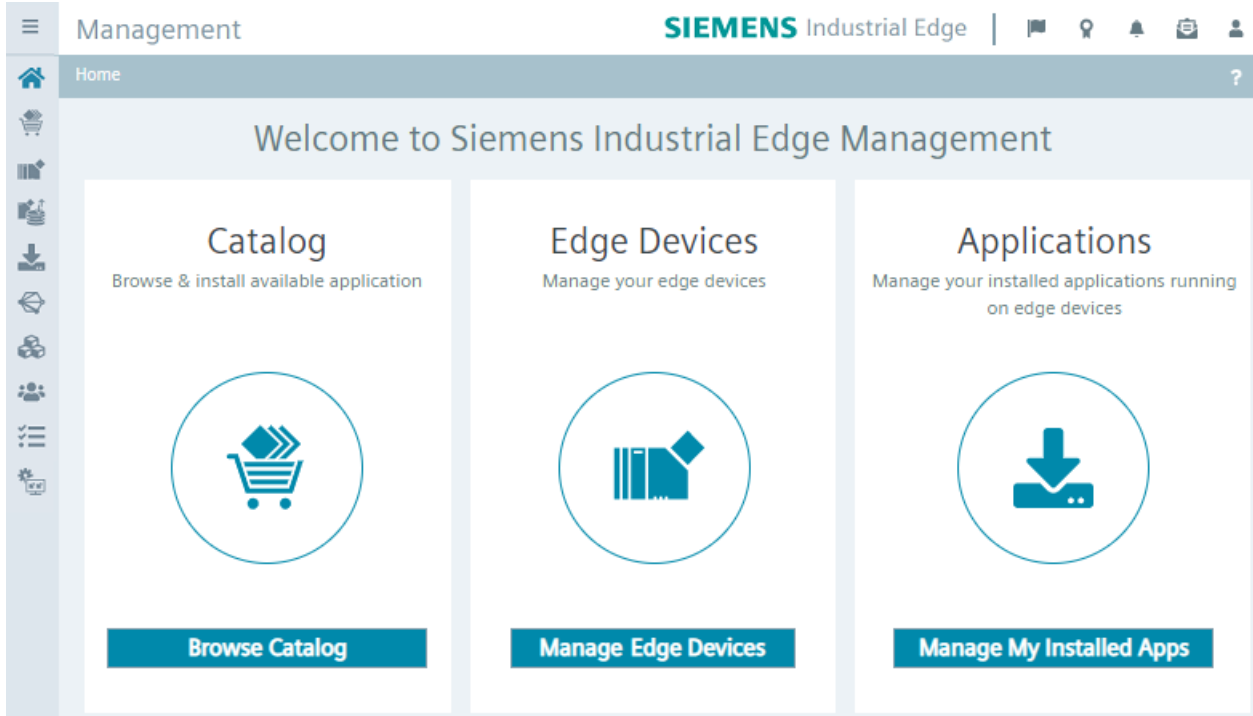 Management
SIEMENS Industrial Edge
Home
?
Welcome to Siemens Industrial Edge Management
Catalog
Browse & install available application
Browse Catalog
Edge Devices
Manage your edge devices
Manage Edge Devices
Applications
Manage your installed applications running
on edge devices
Manage My Installed Apps